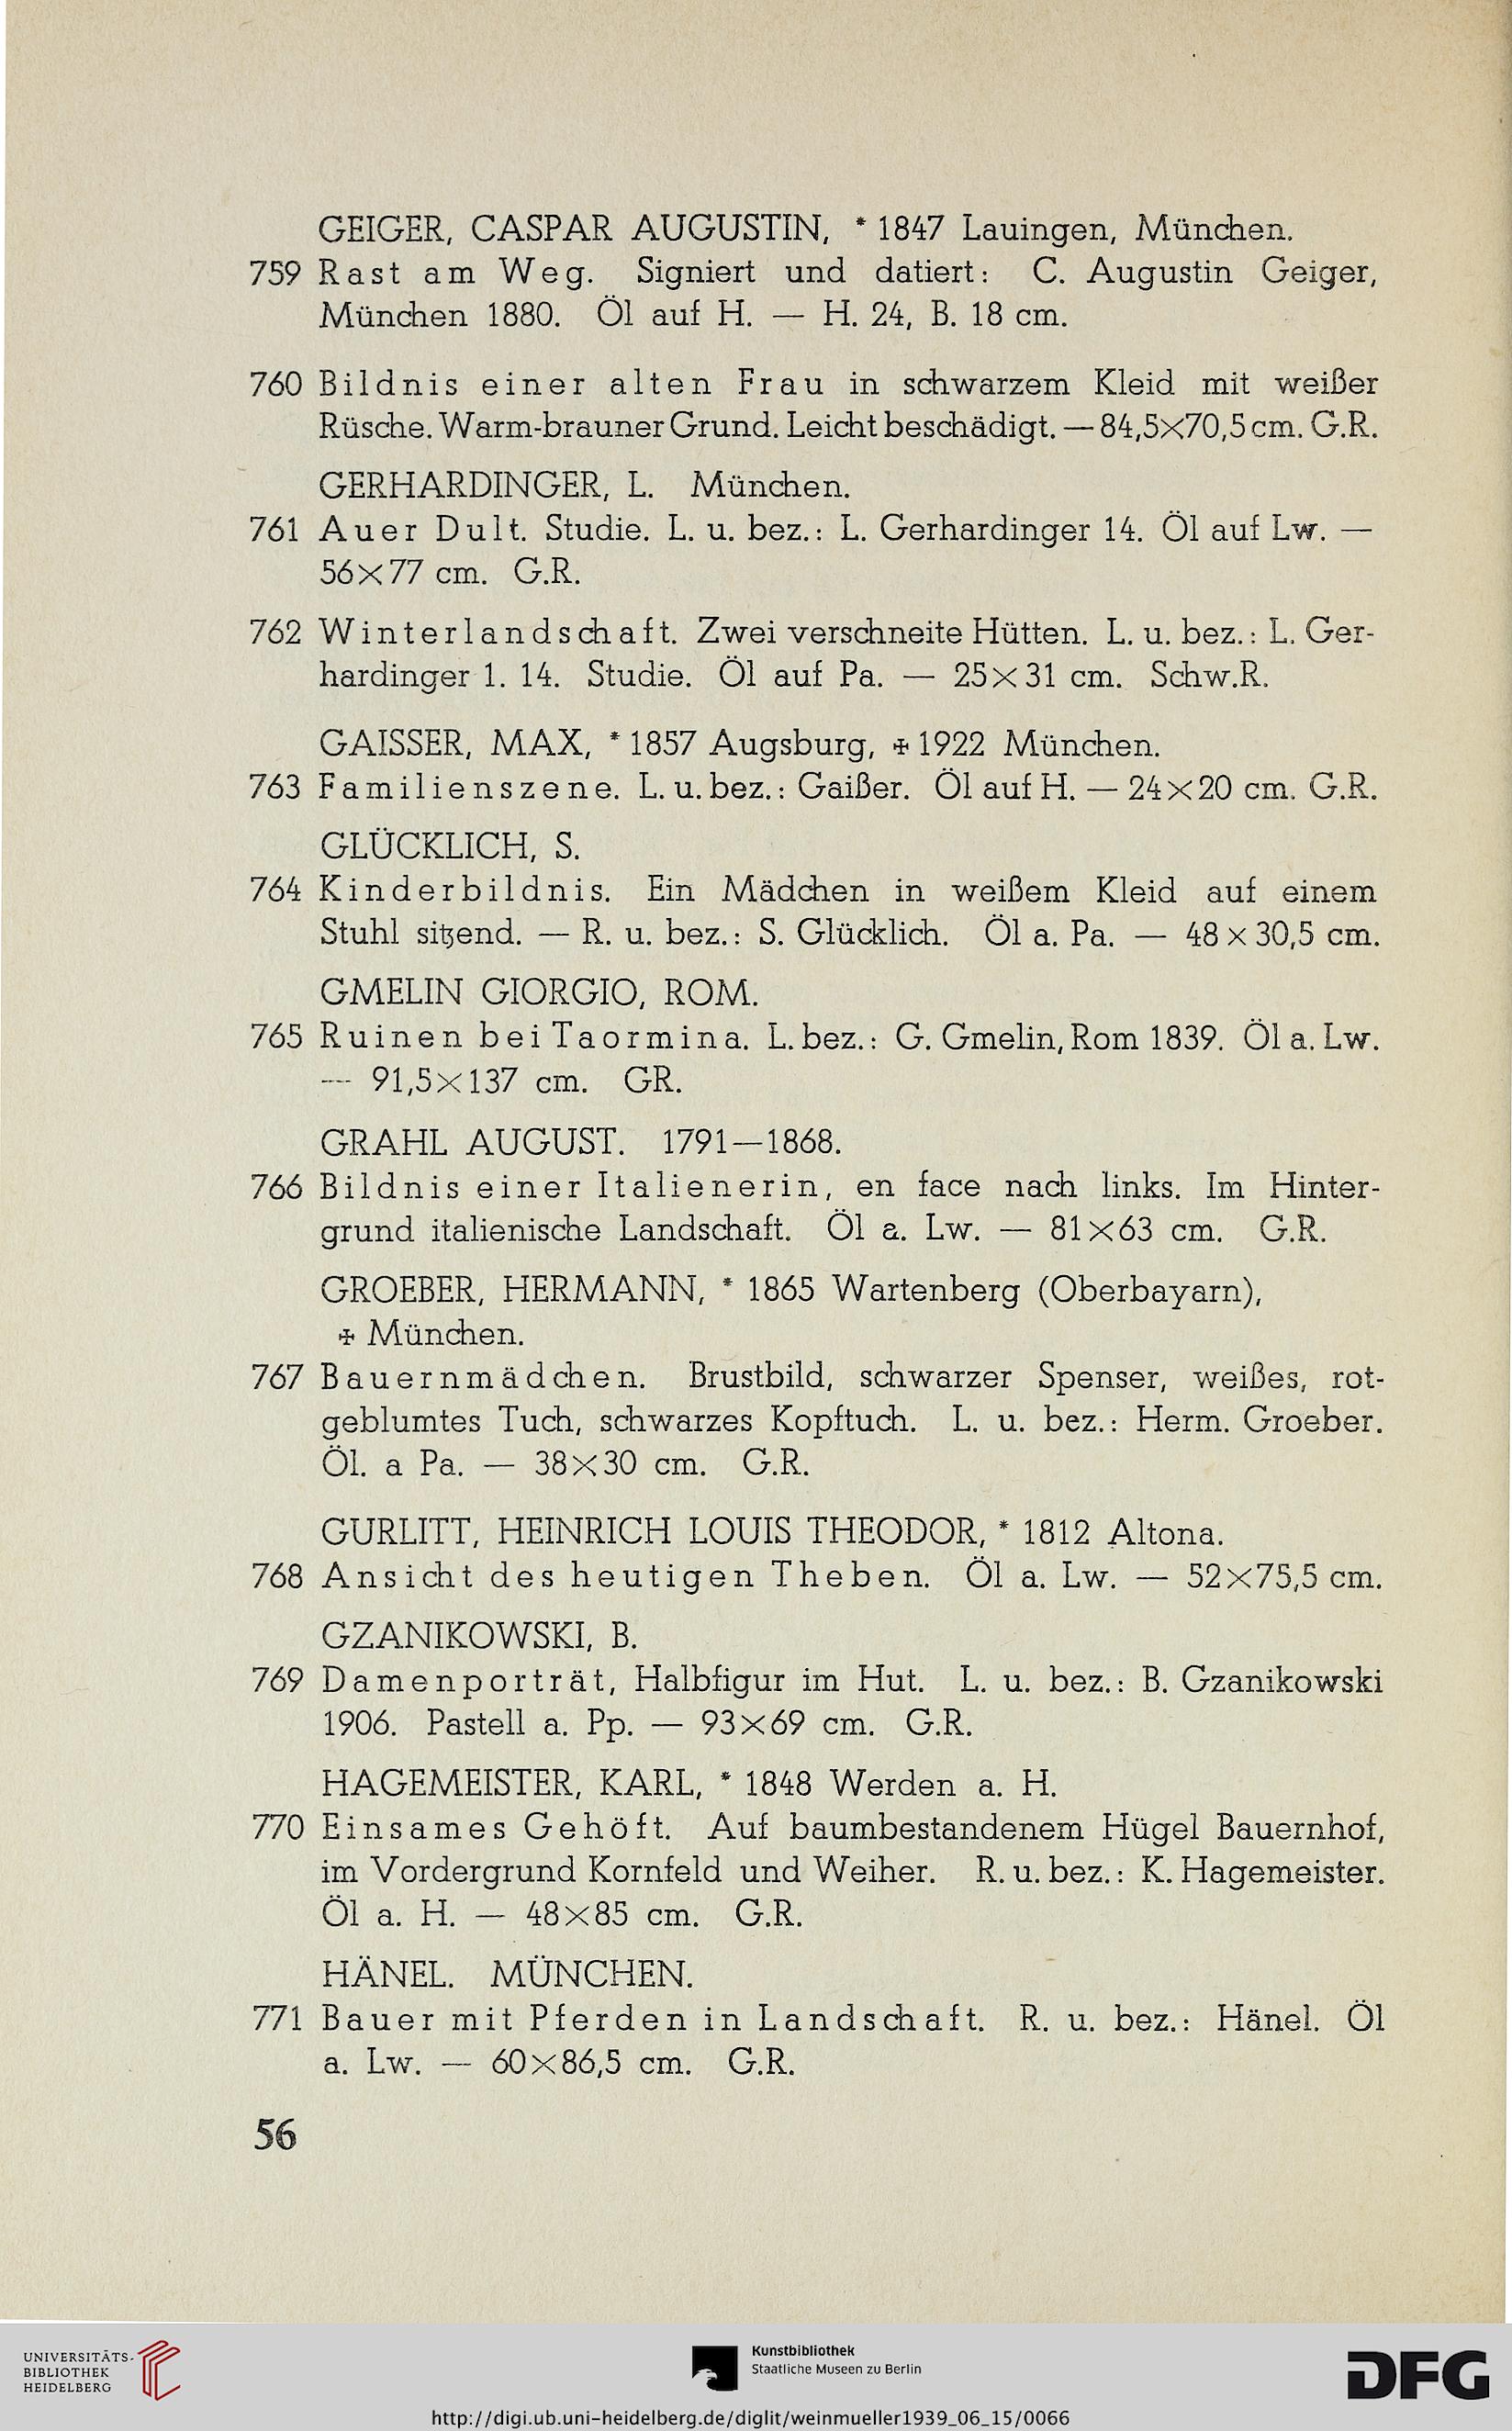 GEIGER, CASPAR AUGUSTIN, * 1847 Lauingen, München.
759 Rast am Weg. Signiert und datiert: C. Augustin Geiger,
München 1880. Öl auf H. — H. 24, B. 18 cm.
760 Bildnis einer alten Frau in schwarzem Kleid mit weißer
Rüsche. Warm-brauner Grund. Leicht beschädigt. — 84,5×70,5 cm. G.R.
GERHARDINGER, L. München.
761 Auer Dult. Studie. L. u. bez.: L. Gerhardinger 14. Öl auf Lw. —
56×77 cm. G.R.
762 Winterlandschaft. Zwei verschneite Hütten. L. u. bez.: L. Ger-
hardinger 1. 14. Studie. Öl auf Pa. — 25×31 cm. Schw.R.
GAISSER, MAX, * 1857 Augsburg, ✠ 1922 München.
763 Familienszene. L. u. bez.: Gaißer. Öl auf H. — 24×20 cm. G.R.
GLÜCKLICH, S.
764 Kinderbildnis. Ein Mädchen in weißem Kleid auf einem
Stuhl sitzend. — R. u. bez.: S. Glücklich. Öl a. Pa. — 48×30,5 cm.
GMELIN GIORGIO, ROM.
765 Ruinen bei Taormina. L. bez.: G. Gmelin, Rom 1839. Öl a. Lw.
— 91,5×137 cm. GR.
GRAHL AUGUST. 1791—1868.
766 Bildnis einer Italienerin, en face nach links. Im Hinter-
grund italienische Landschaft. Öl a. Lw. — 81×63 cm. G.R.
GROEBER, HERMANN, * 1865 Wartenberg (Oberbayarn),
✠ München.
767 Bauernmädchen. Brustbild, schwarzer Spenser, weißes, rot-
geblumtes Tuch, schwarzes Kopftuch. L. u. bez.: Herm. Groeber.
Öl. a Pa. — 38×30 cm. G.R.
GURLITT, HEINRICH LOUIS THEODOR, * 1812 Altona.
768 Ansicht des heutigen Theben. Öl a. Lw. — 52×75,5 cm.
GZANIKOWSKI, B.
769 Damenporträt, Halbfigur im Hut. L. u. bez.: B. Gzanikowski
1906. Pastell a. Pp. — 93×69 cm. G.R.
HAGEMEISTER, KARL, * 1848 Werden a. H.
770 Einsames Gehöft. Auf baumbestandenem Hügel Bauernhof,
im Vordergrund Kornfeld und Weiher. R. u. bez.: K. Hagemeister.
Öl a. H. — 48×85 cm. G.R.
HÄNEL. MÜNCHEN.
771 Bauer mit Pferden in Landschaft. R. u. bez.: Hänel. Öl
a. Lw. — 60×86,5 cm. G.R.
56
UNIVERSITÄTS-
BIBLIOTHEK
HEIDELBERG
Kunstbibliothek
Staatliche Museen zu Berlin
DFG
http://digi.ub.uni-heidelberg.de/diglit/weinmueller1939_06_15/0066